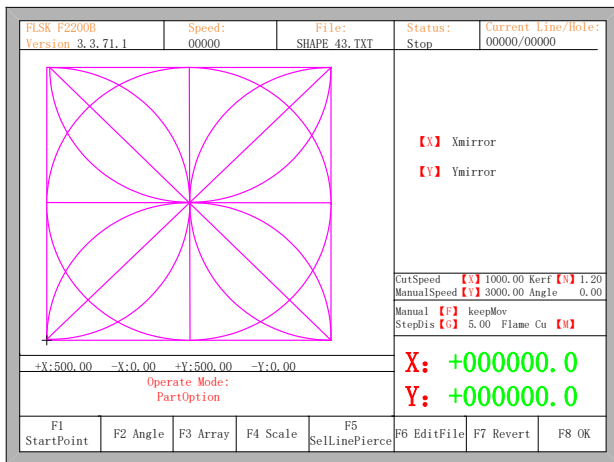 FLSK F2200B
Version 3.3.71.1
Speed:
00000
File:
SHAPE 43.TXT
Status:
Stop
Current Line/Hole:
00000/00000
【X】 Xmirror
【Y】 Ymirror
CutSpeed 【X】 1000.00 Kerf 【N】 1.20
ManualSpeed 【Y】 3000.00 Angle 0.00
Manual 【F】 keepMov
StepDis 【G】 5.00 Flame Cu 【M】
+X:500.00 -X:0.00 +Y:500.00 -Y:0.00
Operate Mode:
PartOption
X: +000000.0
Y: +000000.0
F1
StartPoint
F2 Angle
F3 Array
F4 Scale
F5
SelLinePierce
F6 EditFile
F7 Revert
F8 OK